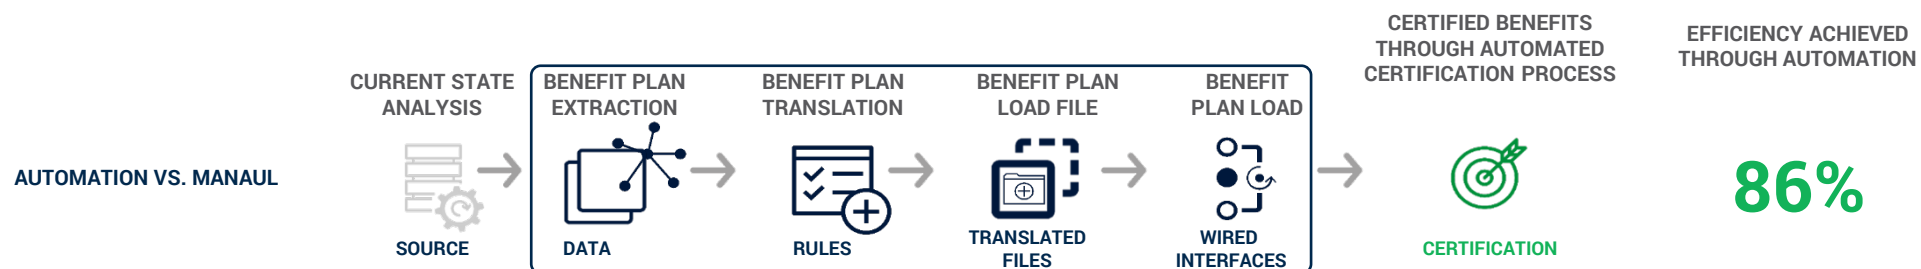 CERTIFIED BENEFITS
THROUGH AUTOMATED
CERTIFICATION PROCESS
EFFICIENCY ACHIEVED
THROUGH AUTOMATION
CURRENT STATE
ANALYSIS
BENEFIT PLAN
EXTRACTION
BENEFIT PLAN
TRANSLATION
BENEFIT PLAN
LOAD FILE
BENEFIT
PLAN LOAD
AUTOMATION VS. MANAUL
86%
SOURCE
DATA
RULES
TRANSLATED
FILES
WIRED
INTERFACES
CERTIFICATION